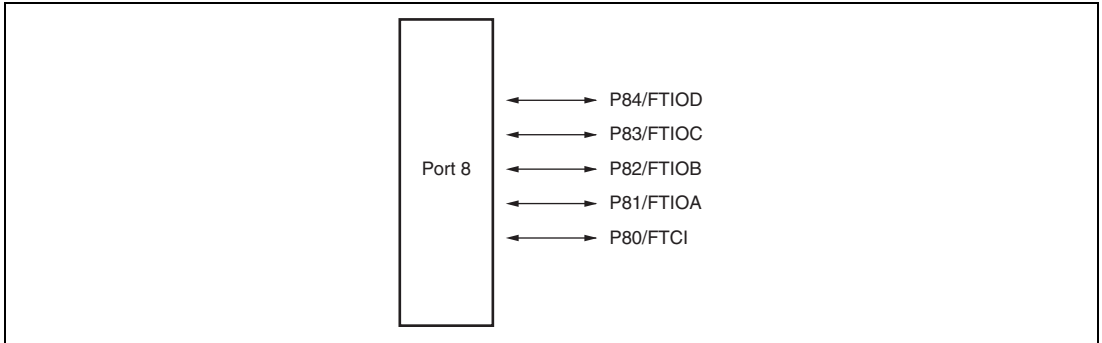 Port 8
P84/FTIOD
P83/FTIOC
P82/FTIOB
P81/FTIOA
P80/FTCI